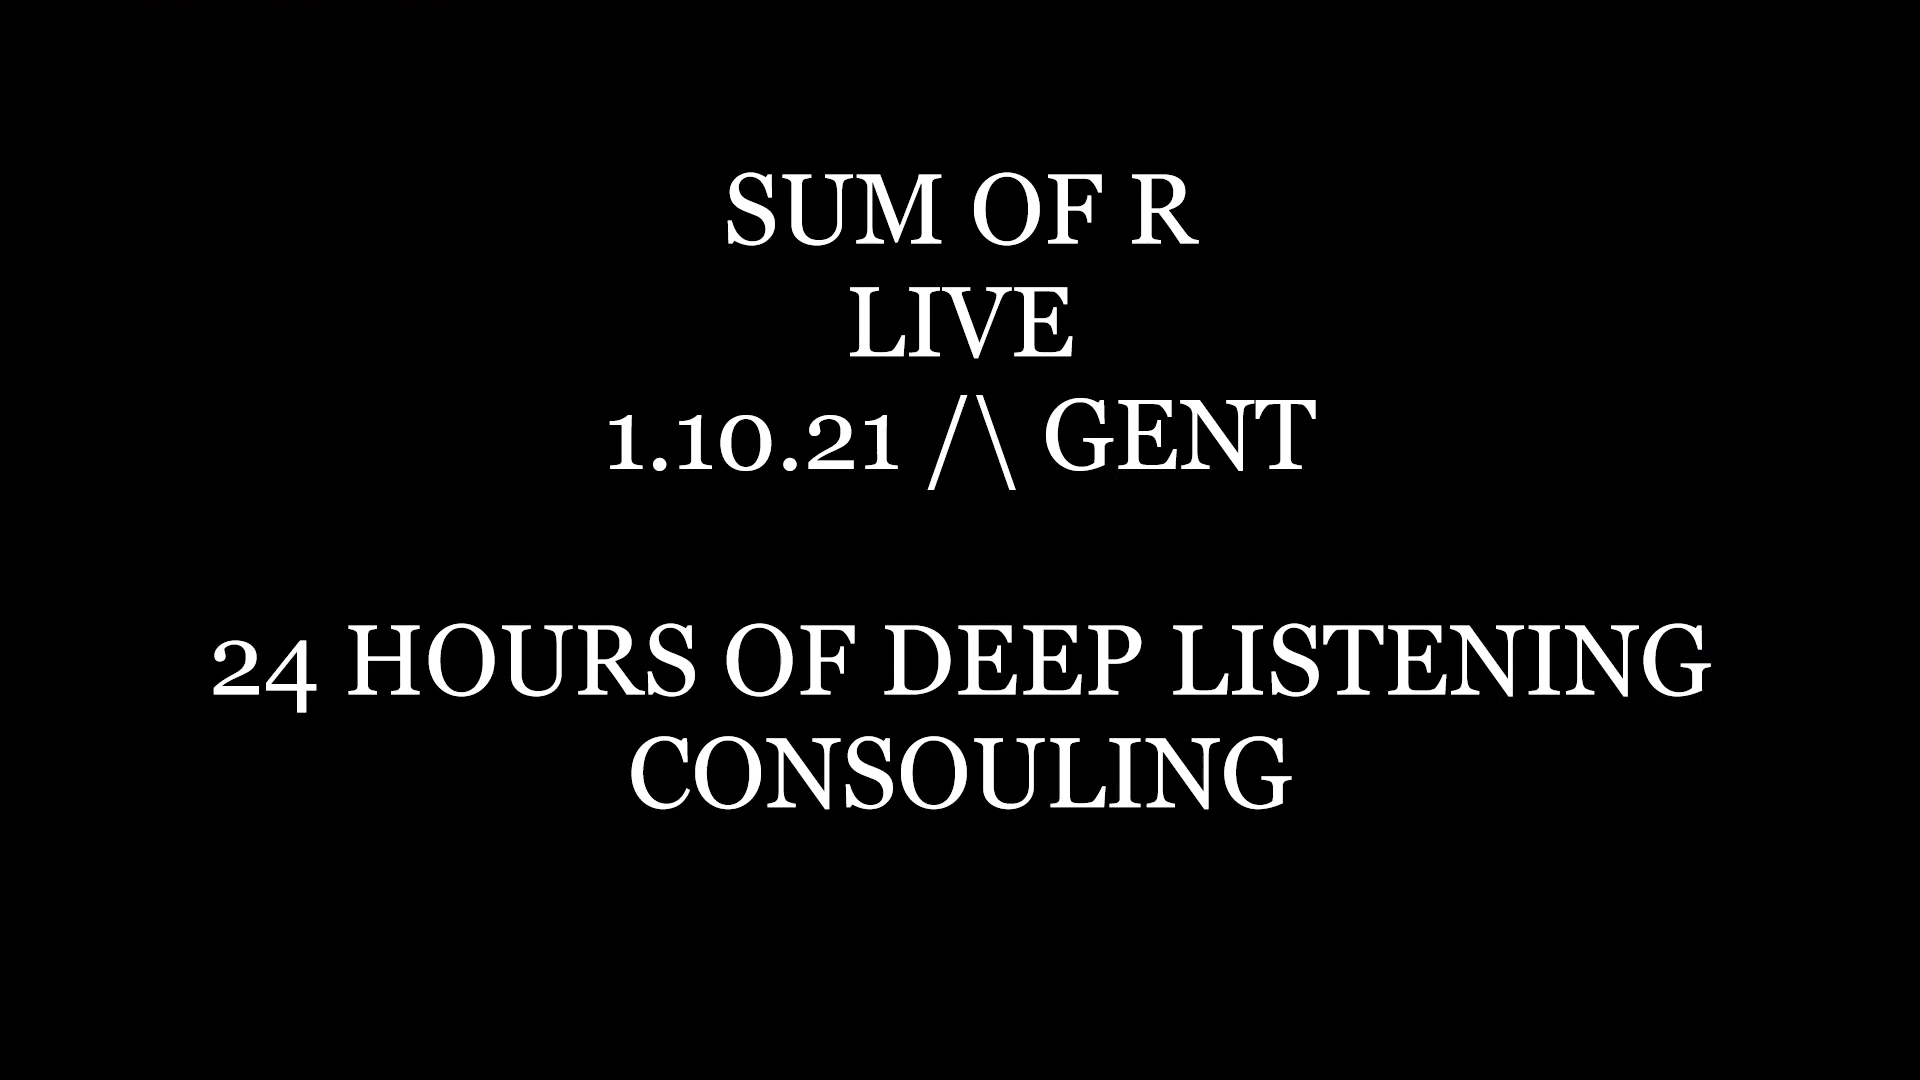 SUM OF R
LIVE
1.10.21 /\ GENT
24 HOURS OF DEEP LISTENING
CONSOULING